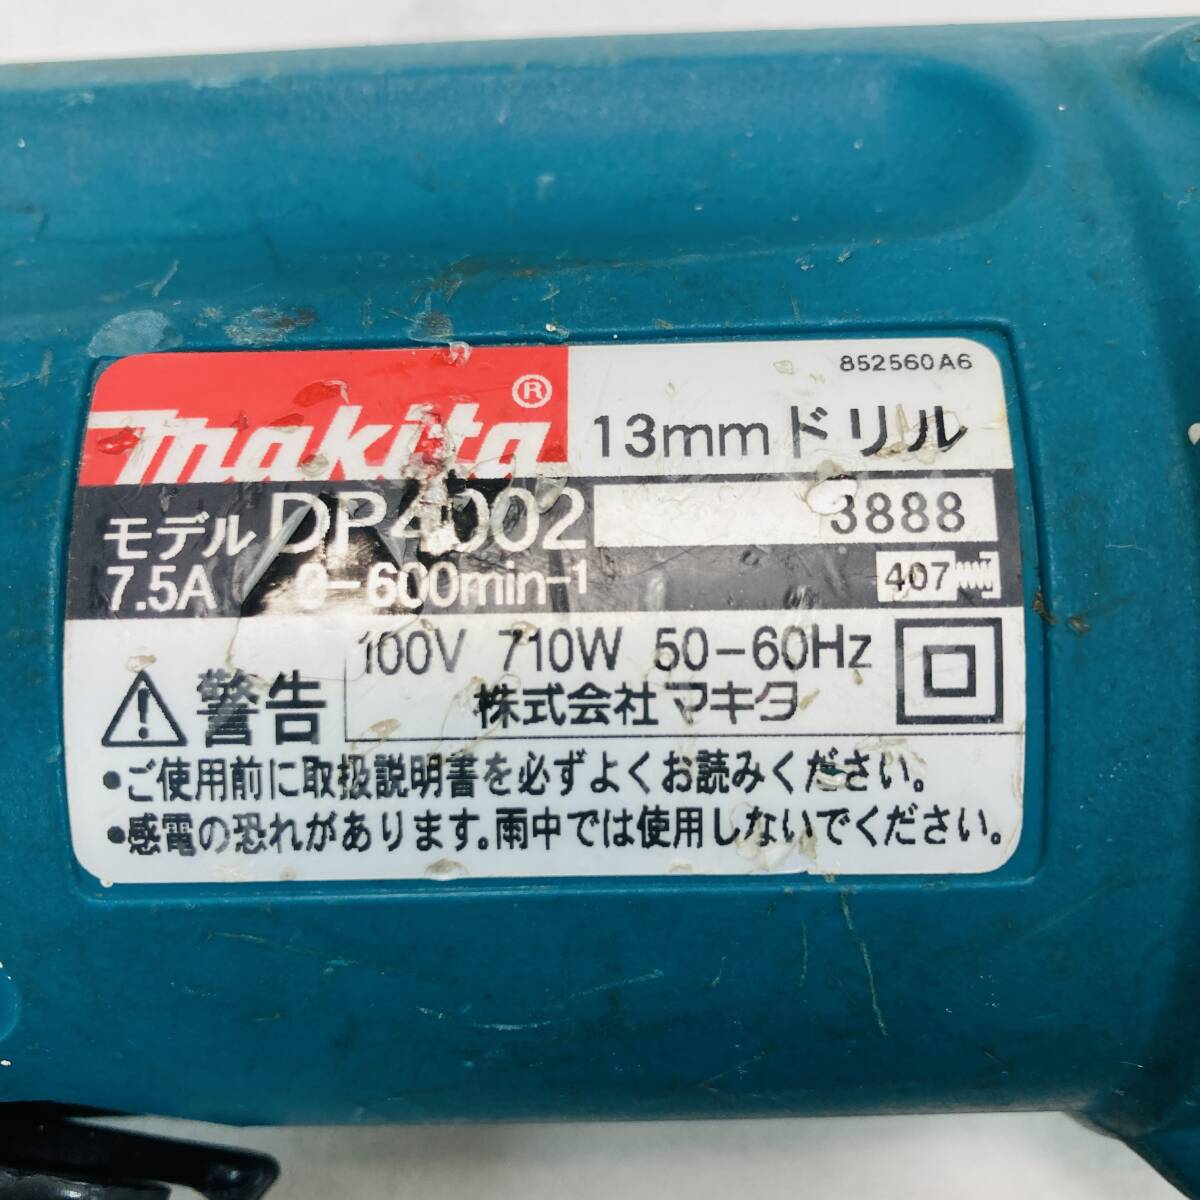 852560A6
makita®
13mmドリル
モデル DP4002
3888
7.5A 0-600min-1
407
100V 710W 50-60Hz
株式会社マキタ
警告
•ご使用前に取扱説明書を必ずよくお読みください。
•感電の恐れがあります。雨中では使用しないでください。